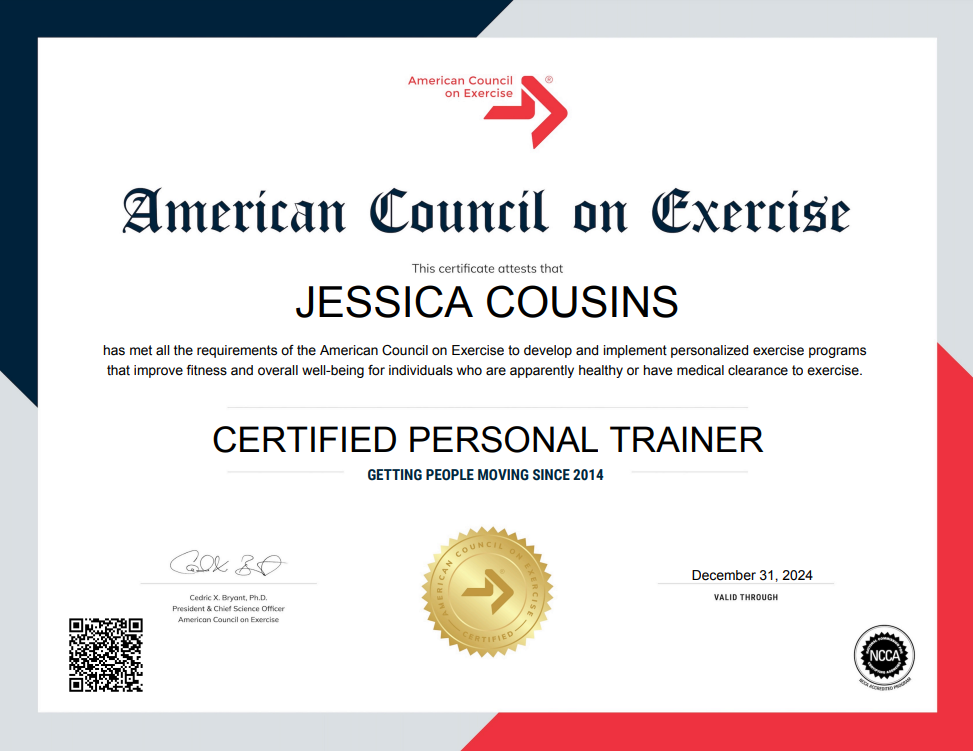 American Council
on Exercise
®
American Council on Exercise
This certificate attests that
JESSICA COUSINS
has met all the requirements of the American Council on Exercise to develop and implement personalized exercise programs
that improve fitness and overall well-being for individuals who are apparently healthy or have medical clearance to exercise.
CERTIFIED PERSONAL TRAINER
GETTING PEOPLE MOVING SINCE 2014
AMERICAN COUNCIL ON EXERCISE
CERTIFIED
December 31, 2024
VALID THROUGH
Cedric X. Bryant, Ph.D.
President & Chief Science Officer
American Council on Exercise
NCCA
NCCA ACCREDITED PROGRAM